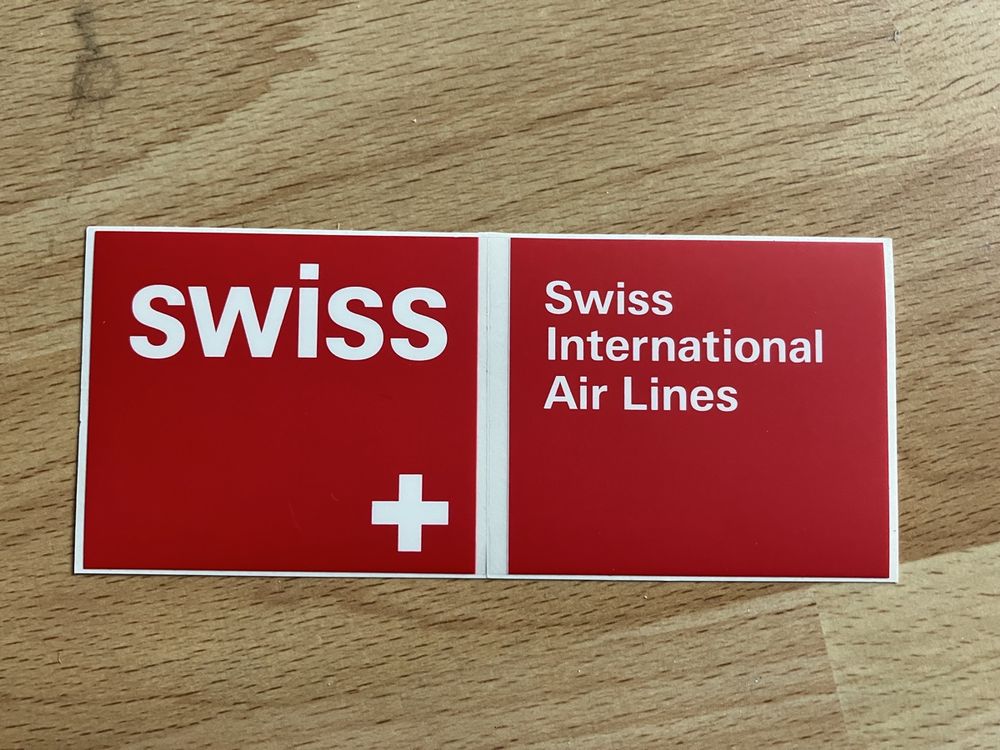 swiss
Swiss
International
Air Lines